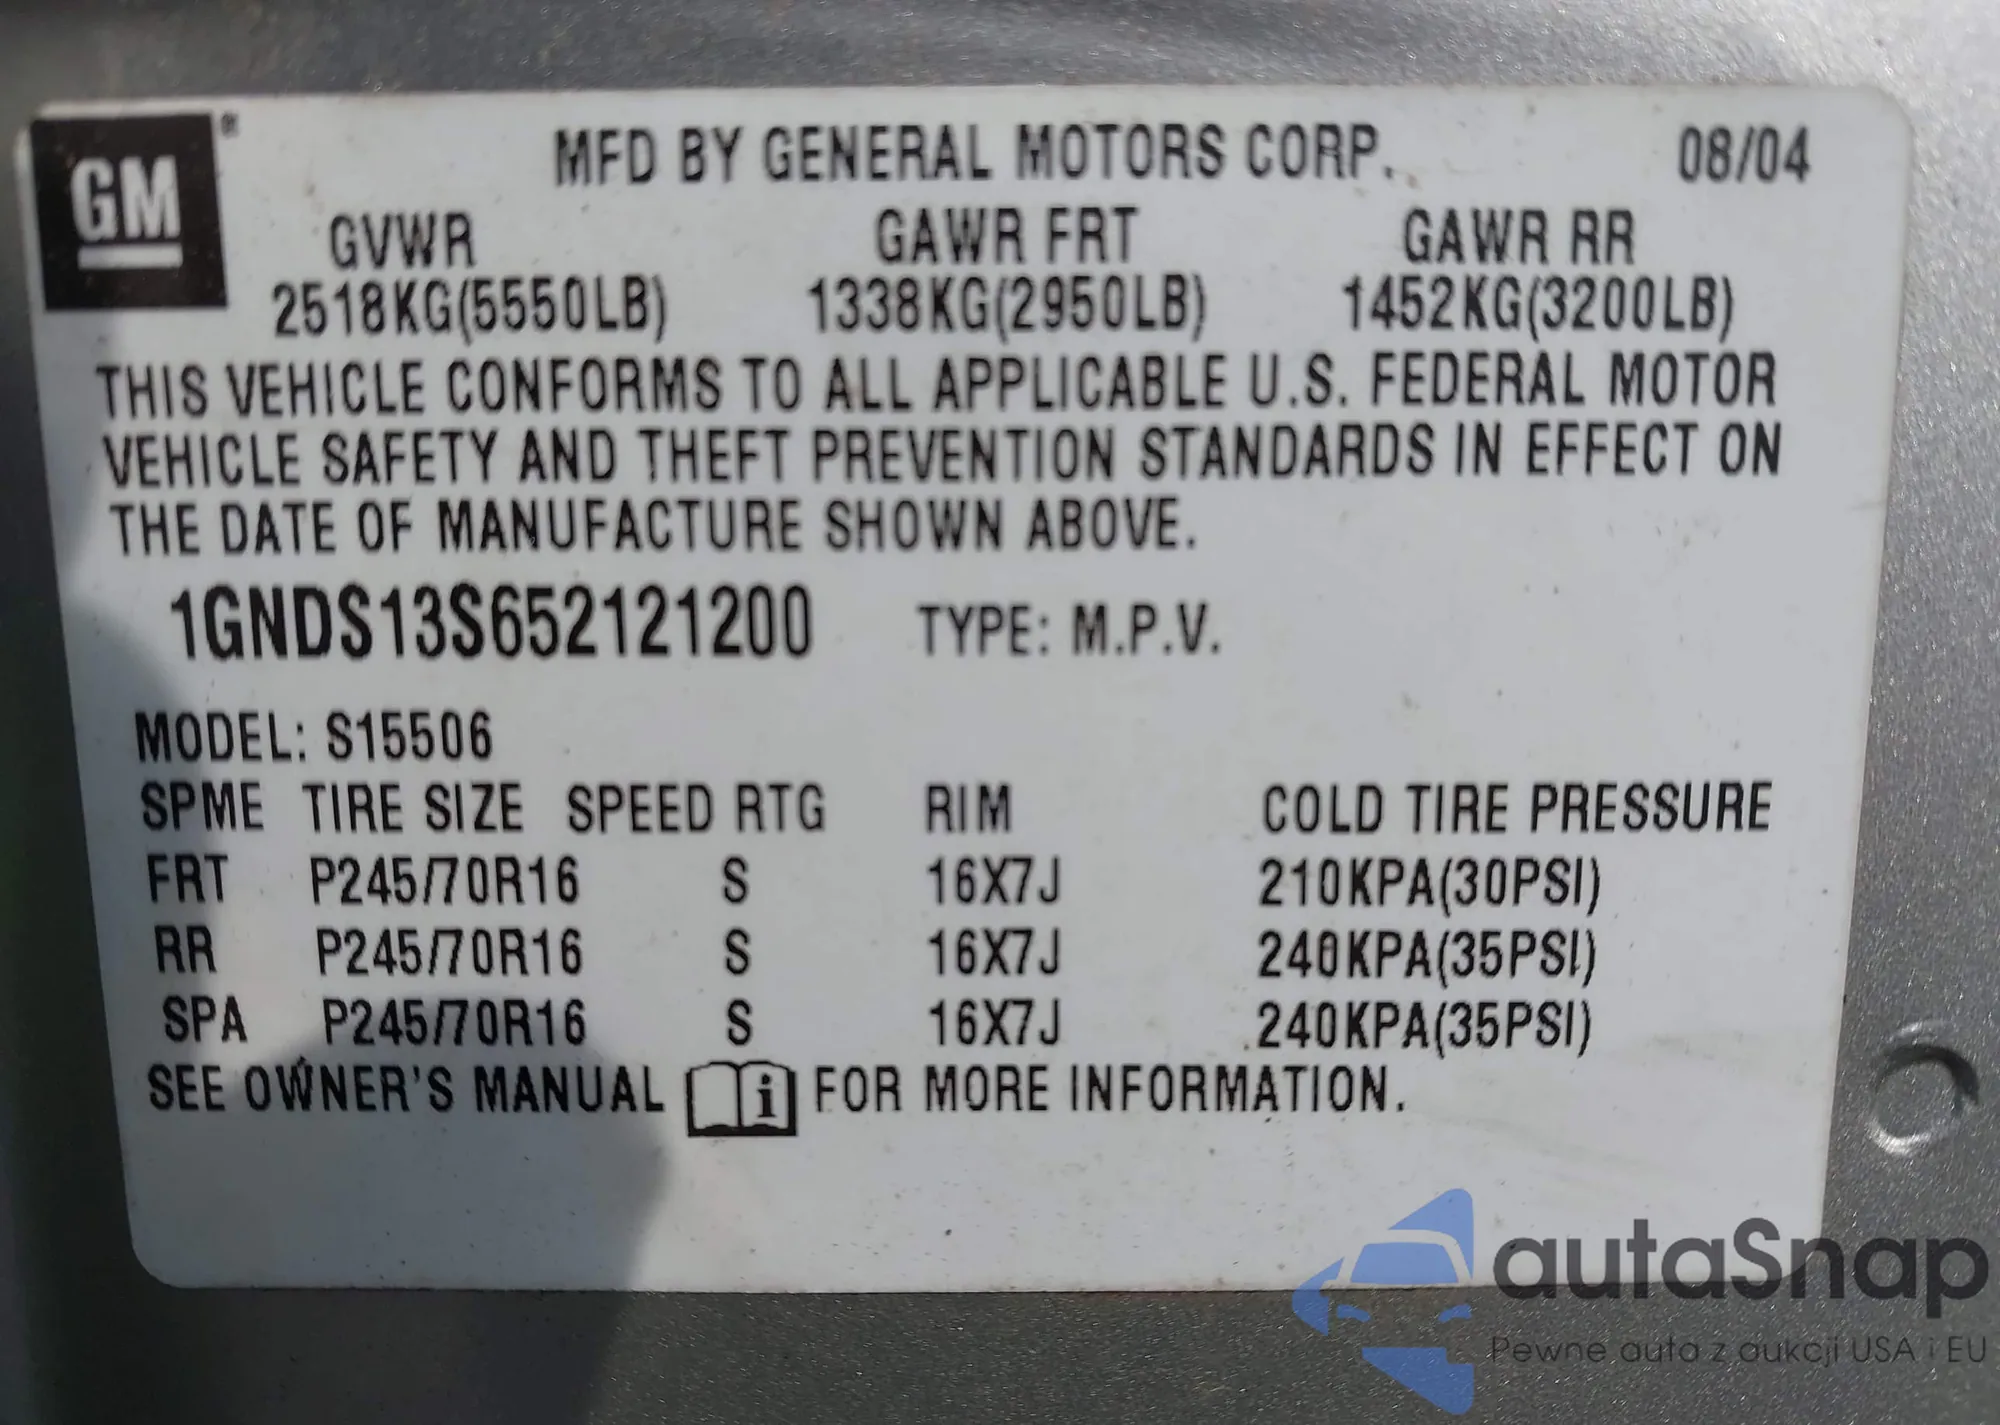 GM®
MFD BY GENERAL MOTORS CORP. 08/04
GVWR GAWR FRT GAWR RR
2518KG(5550LB) 1338KG(2950LB) 1452KG(3200LB)
THIS VEHICLE CONFORMS TO ALL APPLICABLE U.S. FEDERAL MOTOR
VEHICLE SAFETY AND THEFT PREVENTION STANDARDS IN EFFECT ON
THE DATE OF MANUFACTURE SHOWN ABOVE.
1GNDS13S652121200 TYPE: M.P.V.
MODEL: S15506
SPME TIRE SIZE SPEED RTG RIM COLD TIRE PRESSURE
FRT P245/70R16 S 16X7J 210KPA(30PSI)
RR P245/70R16 S 16X7J 240KPA(35PSI)
SPA P245/70R16 S 16X7J 240KPA(35PSI)
SEE OWNER'S MANUAL i FOR MORE INFORMATION.
autaSnap
Pewne auta z aukcji USA i EU